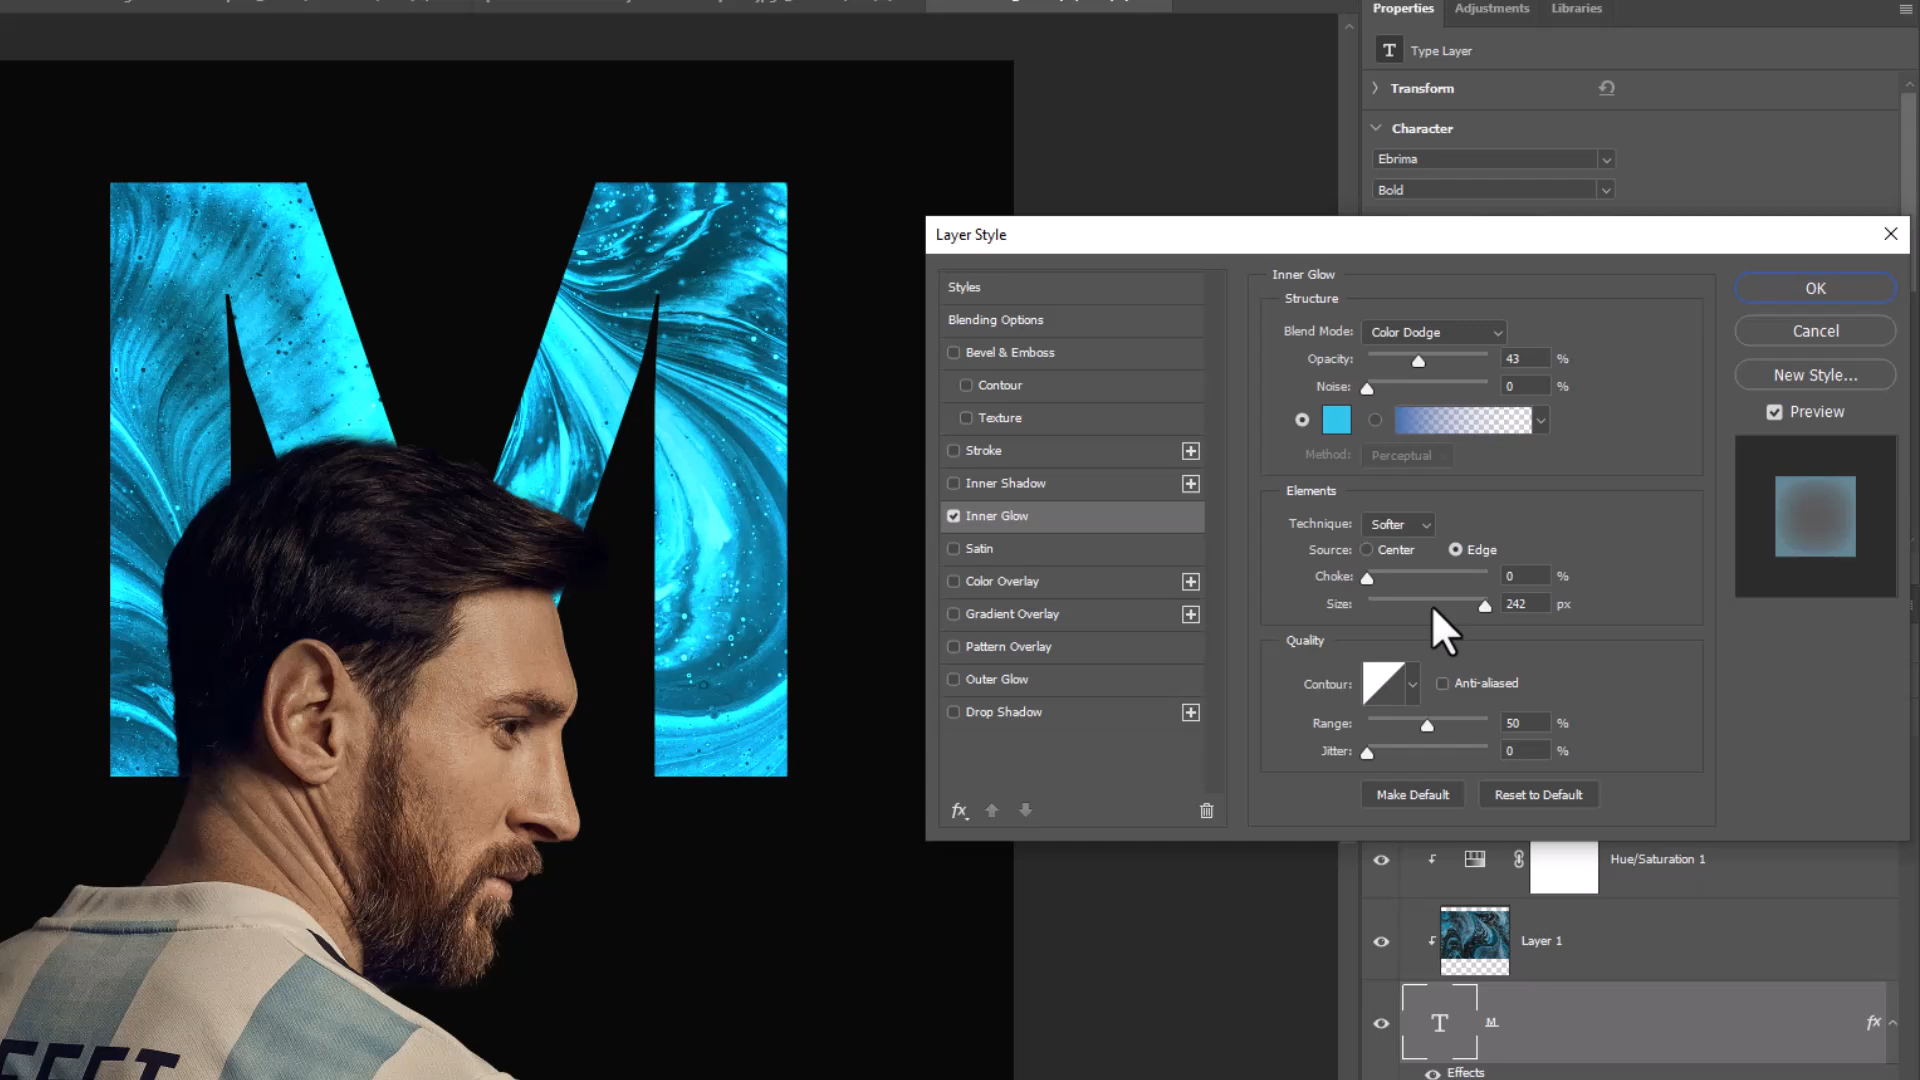 Properties Adjustments Libraries
T Type Layer
Transform
Character
Ebrima
Bold
Layer Style
Styles
Blending Options
Bevel & Emboss
Contour
Texture
Stroke
Inner Shadow
Inner Glow
Satin
Color Overlay
Gradient Overlay
Pattern Overlay
Outer Glow
Drop Shadow
fx
Inner Glow
Structure
Blend Mode: Color Dodge
Opacity: 43 %
Noise: 0 %
Method: Perceptual
Elements
Technique: Softer
Source: Center Edge
Choke: 0 %
Size: 242 px
Quality
Contour: Anti-aliased
Range: 50 %
Jitter: 0 %
Make Default Reset to Default
OK
Cancel
New Style...
Preview
Hue/Saturation 1
Layer 1
T M fx
Effects
M